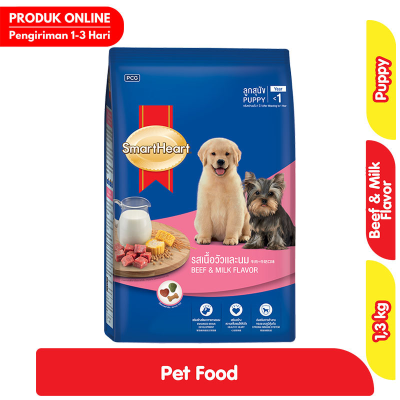 PRODUK ONLINE
Pengiriman 1-3 Hari
PCG
ลูกสุนัข
PUPPY
Year
<1
SmartHeart
รสเนื้อวัวและนม
BEEF & MILK FLAVOR
Puppy
Beef & Milk
Flavor
1,3 kg
Pet Food